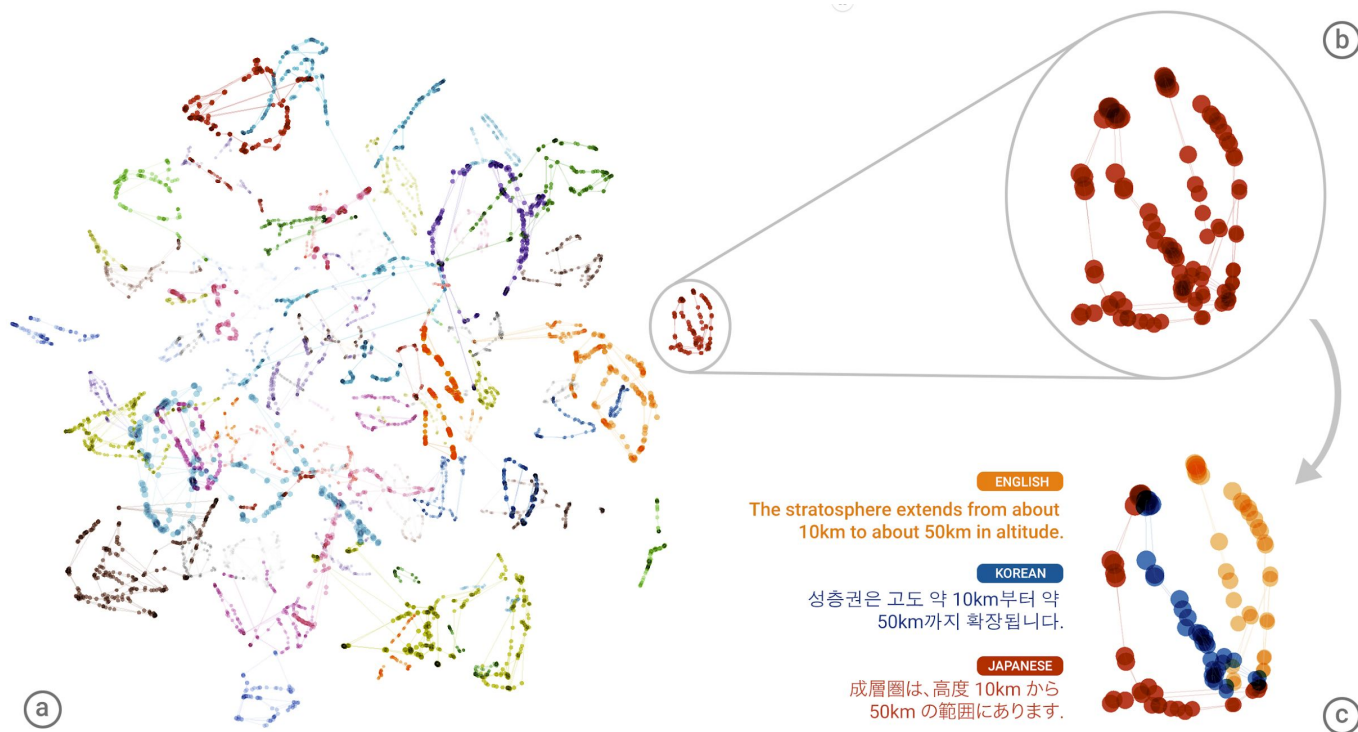 b
ENGLISH
The stratosphere extends from about
10km to about 50km in altitude.
KOREAN
성층권은 고도 약 10km부터 약
50km까지 확장됩니다.
JAPANESE
成層圏は、高度 10km から
50km の範囲にあります。
a
c